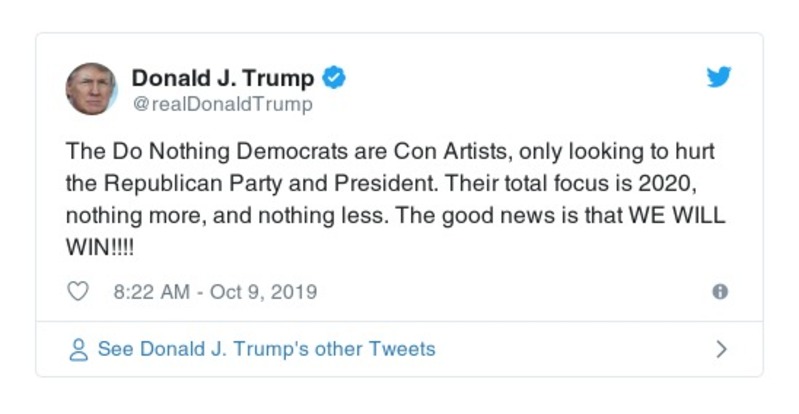 Donald J. Trump
@realDonaldTrump
The Do Nothing Democrats are Con Artists, only looking to hurt
the Republican Party and President. Their total focus is 2020,
nothing more, and nothing less. The good news is that WE WILL
WIN!!!!
8:22 AM - Oct 9, 2019
See Donald J. Trump's other Tweets